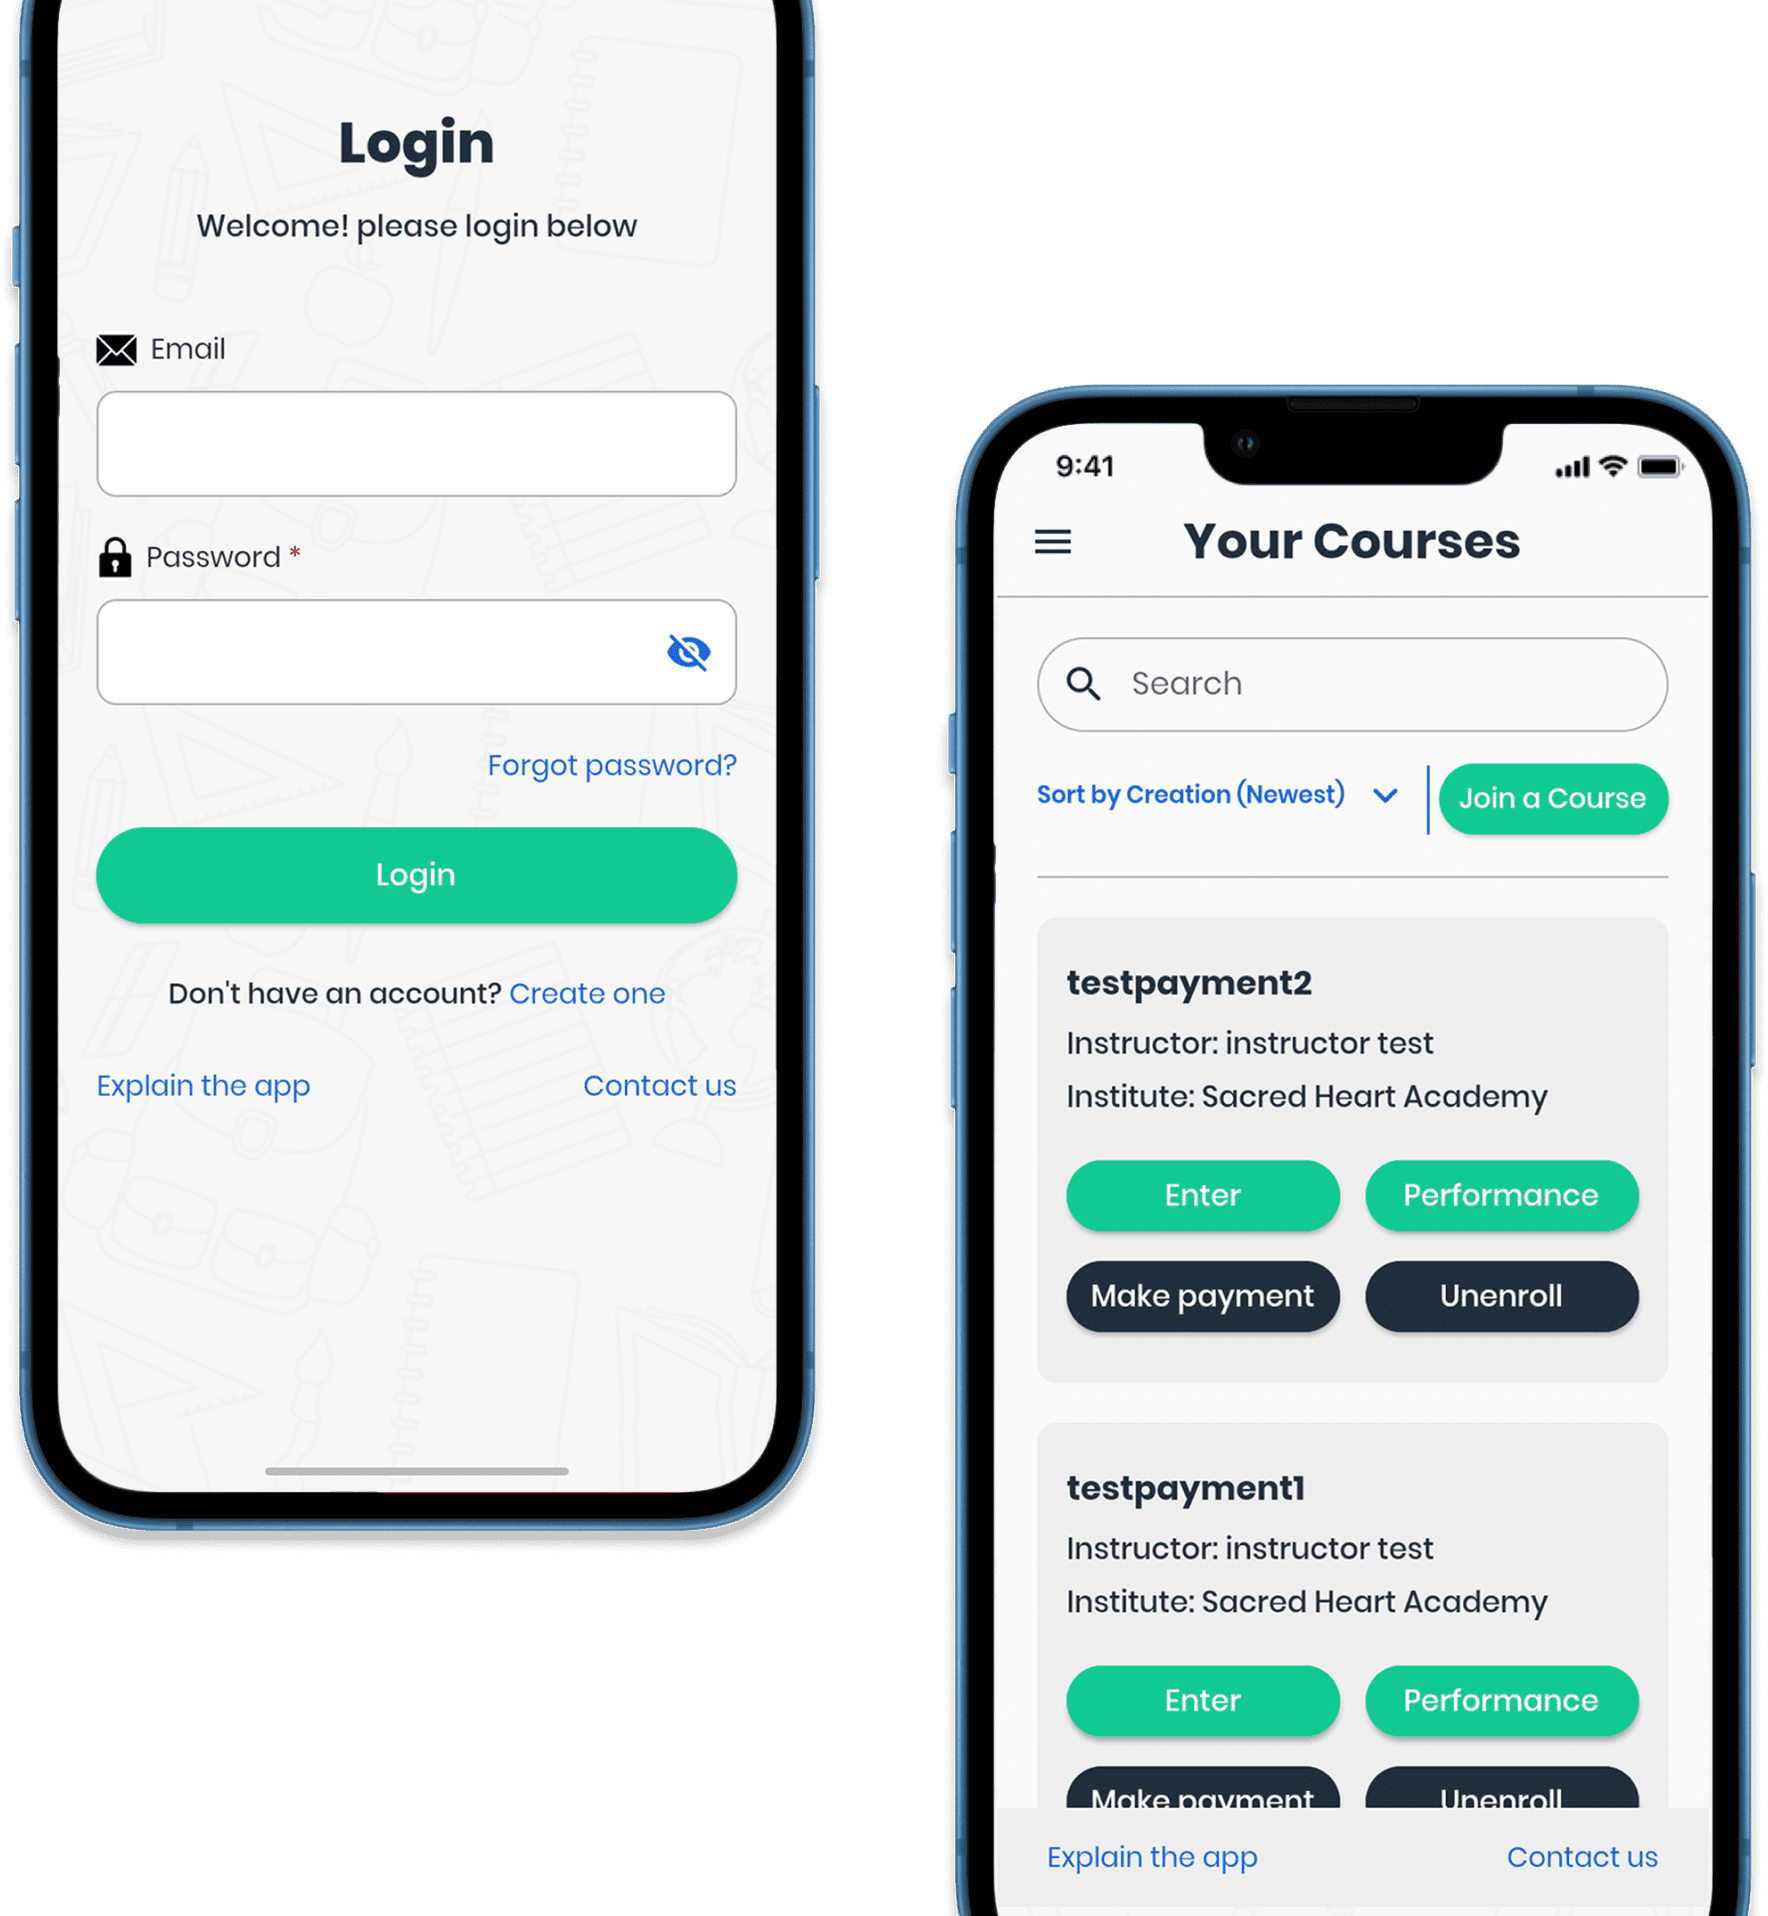 Login
Welcome! please login below
Email
Password *
Forgot password?
Login
Don't have an account? Create one
Explain the app Contact us
9:41
Your Courses
Search
Sort by Creation (Newest)
Join a Course
testpayment2
Instructor: instructor test
Institute: Sacred Heart Academy
Enter Performance
Make payment Unenroll
testpayment1
Instructor: instructor test
Institute: Sacred Heart Academy
Enter Performance
Make payment Unenroll
Explain the app Contact us